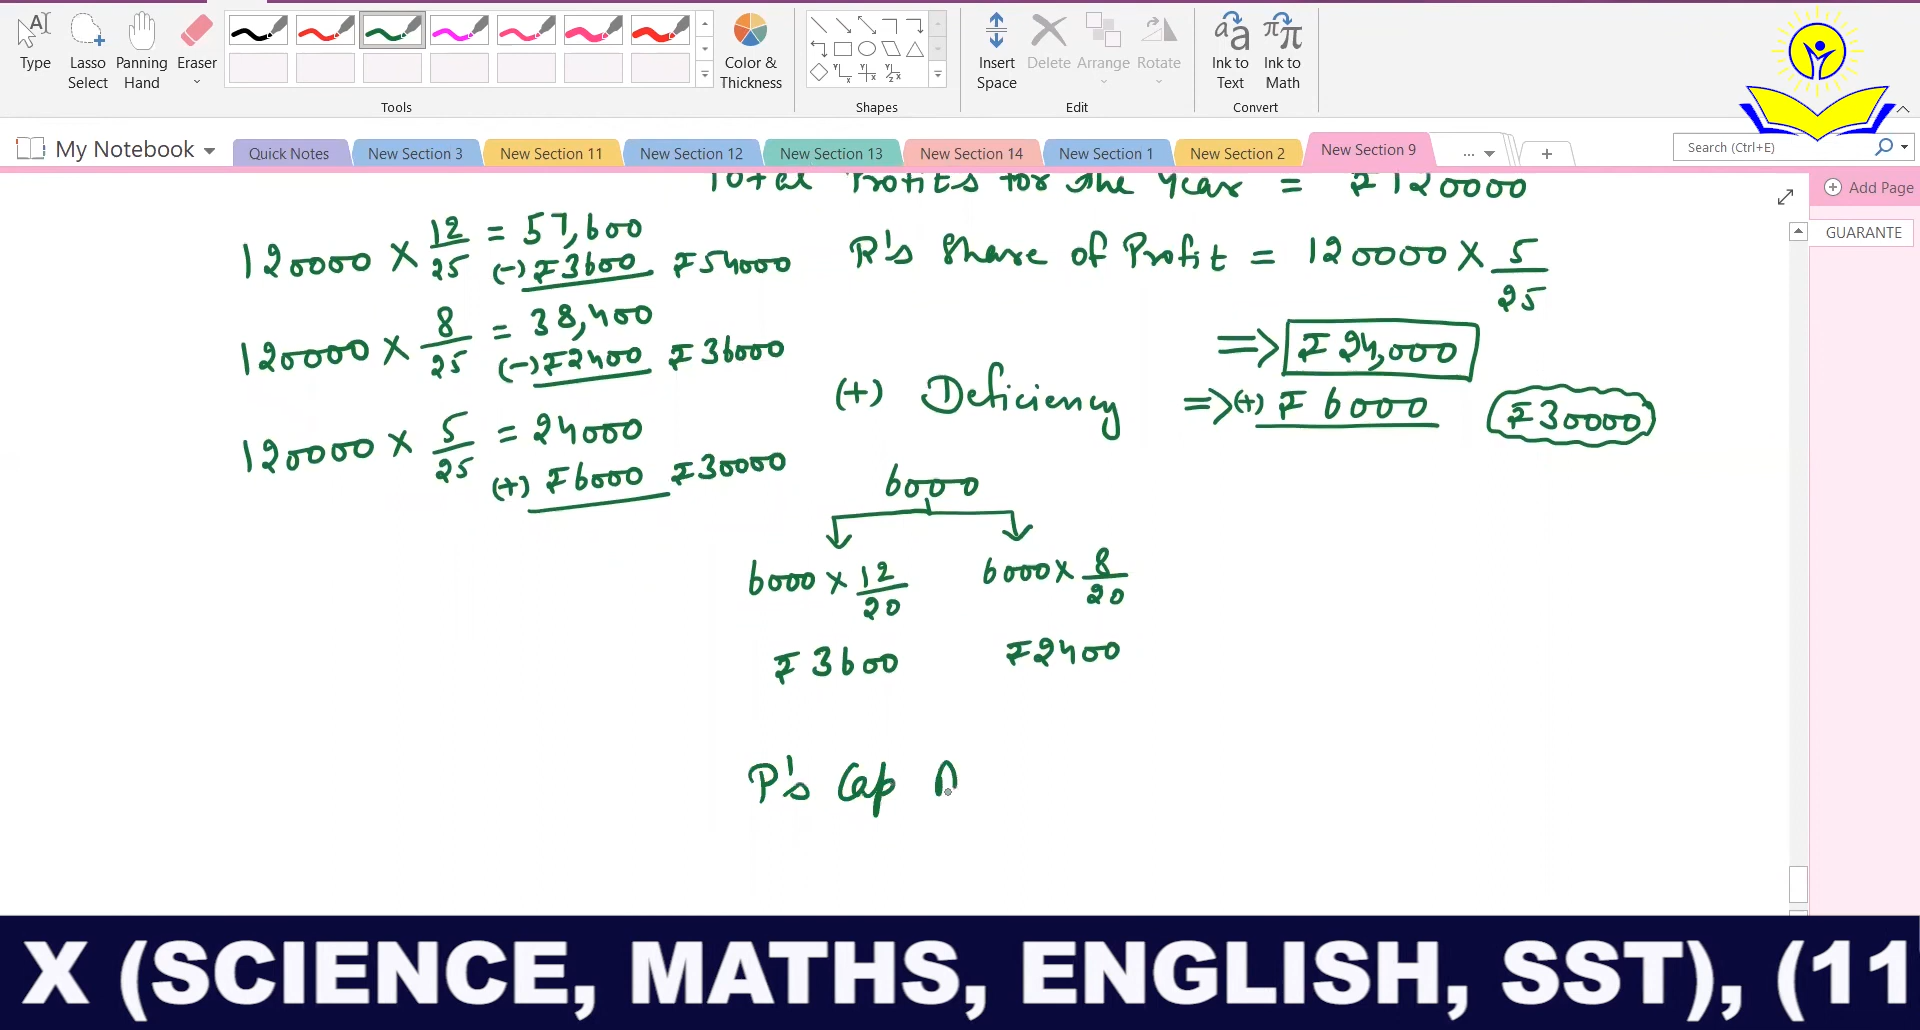 Type
Lasso Select
Panning Hand
Eraser
Color & Thickness
Insert Space
Delete
Arrange
Rotate
Ink to Text
Ink to Math
Tools
Shapes
Edit
Convert
My Notebook
Quick Notes
New Section 3
New Section 11
New Section 12
New Section 13
New Section 14
New Section 1
New Section 2
New Section 9
...
Search (Ctrl+E)
Add Page
GUARANTE
Total Profits for the Year = ₹120000
120000 × 12/25 = 57,600
(-) ₹3600 ₹54000
R's Share of Profit = 120000 × 5/25
120000 × 8/25 = 38,400
(-) ₹2400 ₹36000
=> ₹24,000
(+) Deficiency => (+) ₹6000 ₹30000
120000 × 5/25 = 24000
(+) ₹6000 ₹30000
6000
6000 × 12/20 6000 × 8/20
₹3600 ₹2400
P's Cap
X (SCIENCE, MATHS, ENGLISH, SST), (11